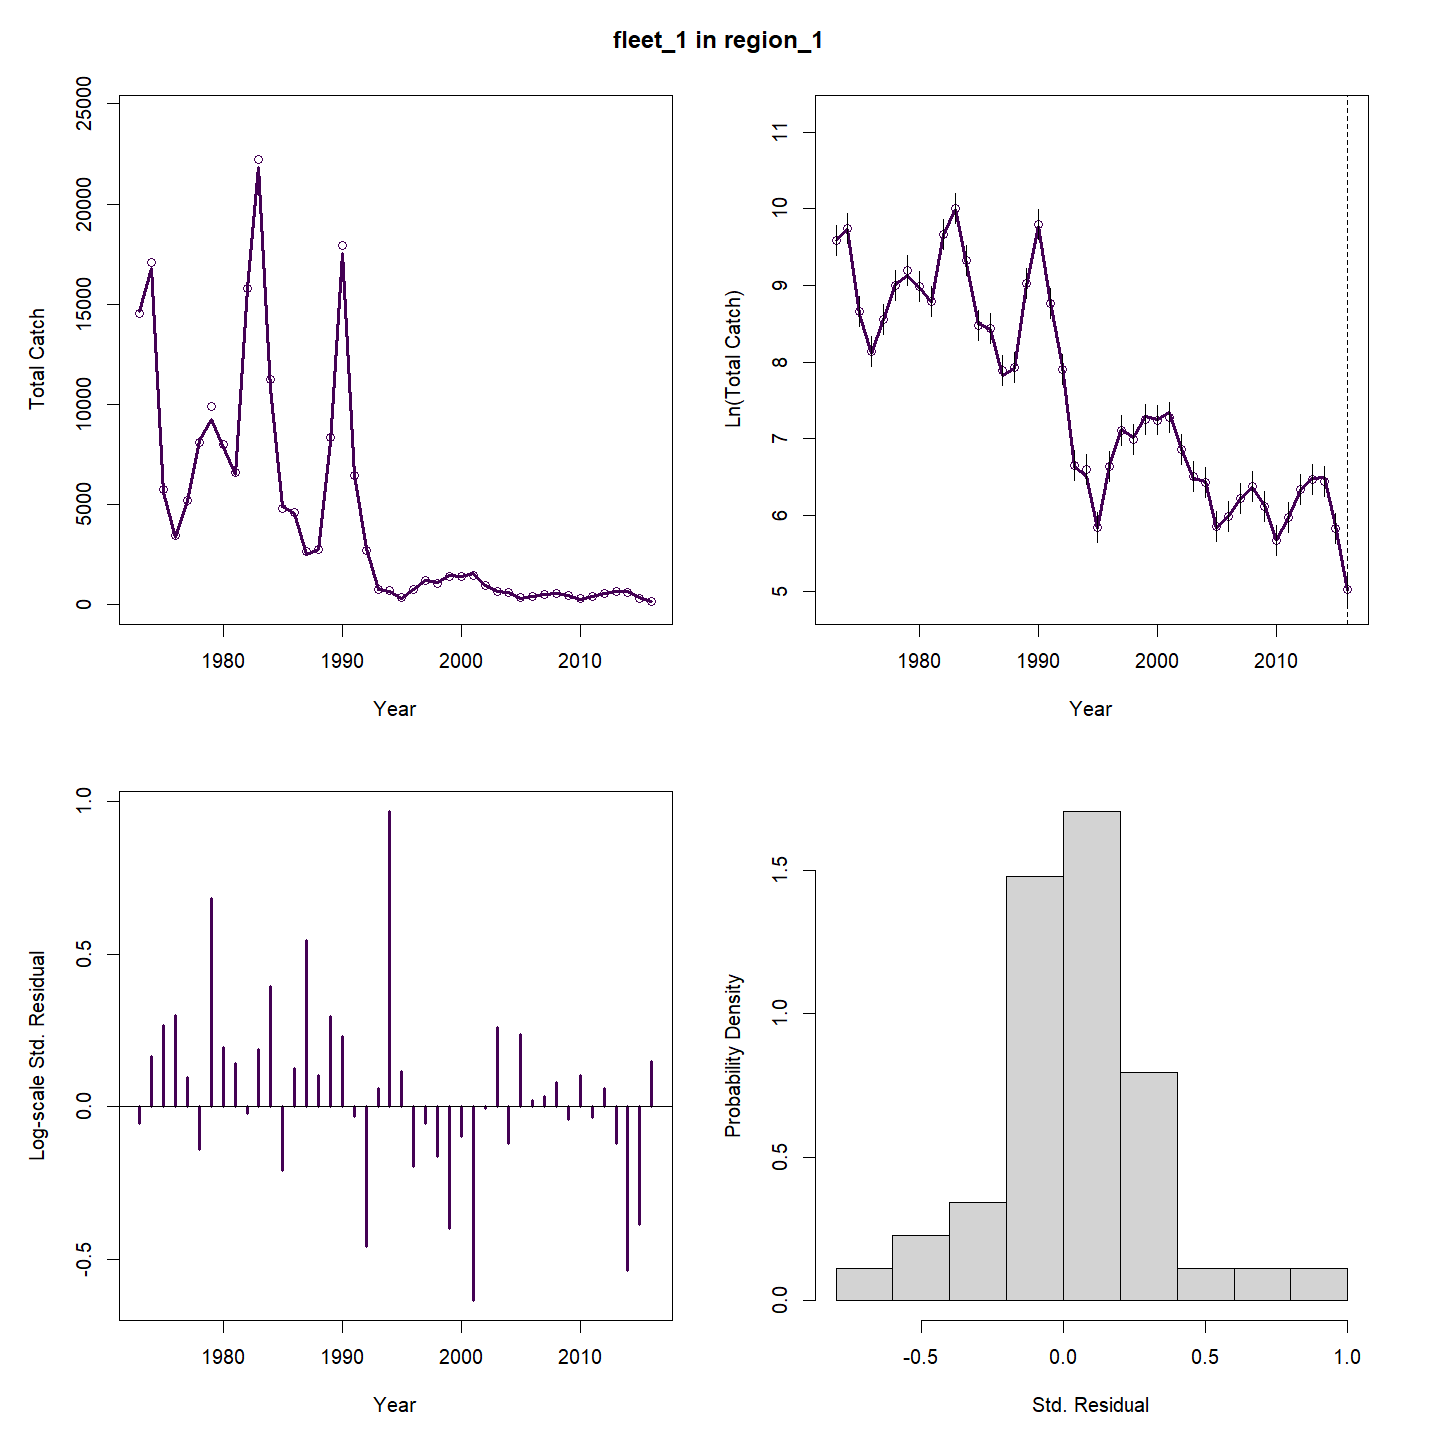 fleet_1 in region_1
Total Catch
0 5000 10000 15000 20000 25000
1980 1990 2000 2010
Year
Ln(Total Catch)
5 6 7 8 9 10 11
1980 1990 2000 2010
Year
Log-scale Std. Residual
-0.5 0.0 0.5 1.0
1980 1990 2000 2010
Year
Probability Density
0.0 0.5 1.0 1.5
-0.5 0.0 0.5 1.0
Std. Residual